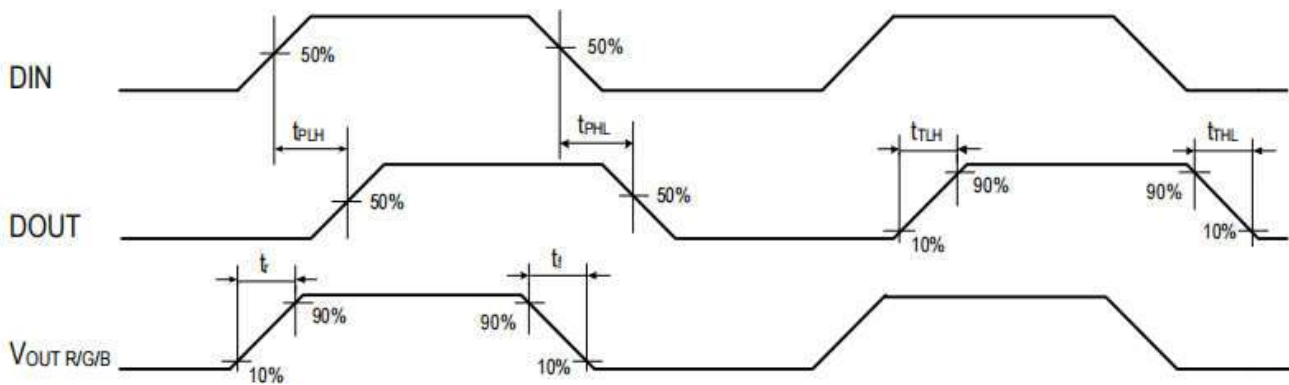 50%
50%
DIN
tPLH
tPHL
tTLH
tTHL
50%
50%
90%
90%
DOUT
10%
10%
tr
tf
90%
90%
VOUT R/G/B
10%
10%